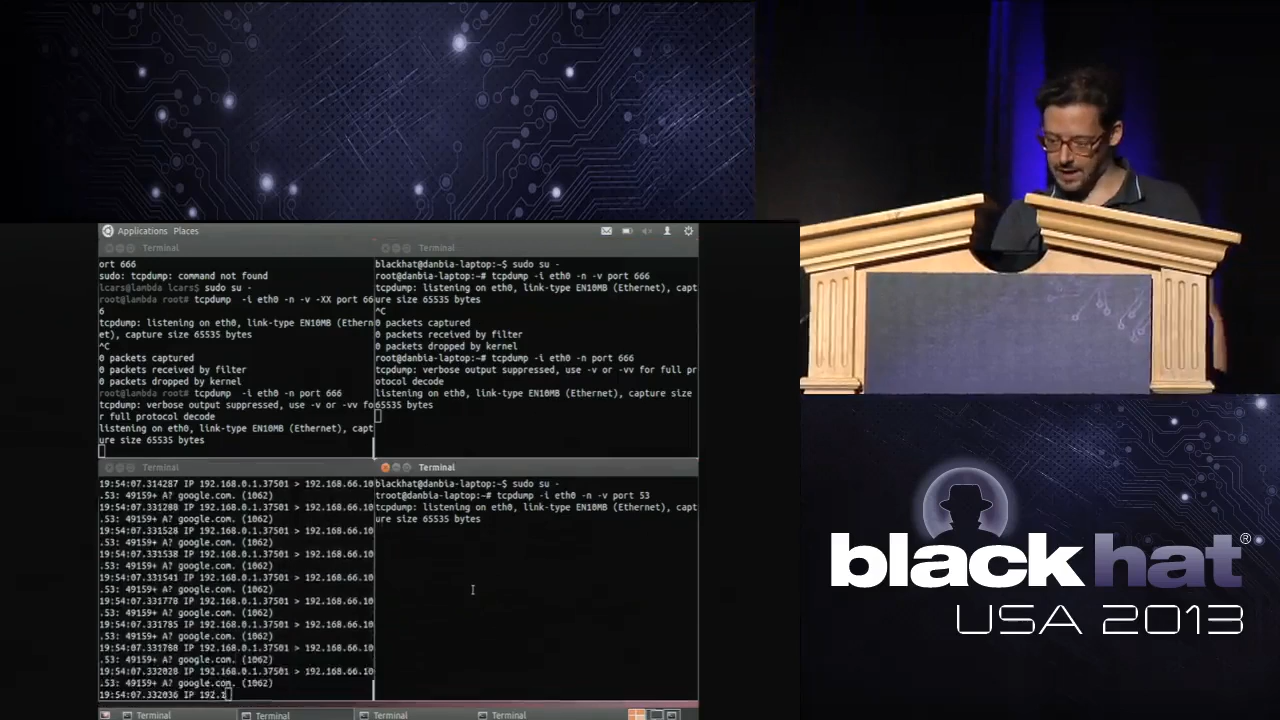 Applications Places
Terminal
ort 666
sudo: tcpdump: command not found
lcars@lambda lcars$ sudo su -
root@lambda root# tcpdump -i eth0 -n -v -XX port 66
6
tcpdump: listening on eth0, link-type EN10MB (Ethern
et), capture size 65535 bytes
^C
0 packets captured
0 packets received by filter
0 packets dropped by kernel
root@lambda root# tcpdump -i eth0 -n port 666
tcpdump: verbose output suppressed, use -v or -vv fo
r full protocol decode
listening on eth0, link-type EN10MB (Ethernet), capt
ure size 65535 bytes
Terminal
blackhat@danbia-laptop:~$ sudo su -
root@danbia-laptop:~# tcpdump -i eth0 -n -v port 666
tcpdump: listening on eth0, link-type EN10MB (Ethernet), capt
ure size 65535 bytes
^C
0 packets captured
0 packets received by filter
0 packets dropped by kernel
root@danbia-laptop:~# tcpdump -i eth0 -n port 666
tcpdump: verbose output suppressed, use -v or -vv for full pr
otocol decode
listening on eth0, link-type EN10MB (Ethernet), capture size
65535 bytes
Terminal
19:54:07.314287 IP 192.168.0.1.37501 > 192.168.66.10
.53: 49159+ A? google.com. (1062)
19:54:07.331288 IP 192.168.0.1.37501 > 192.168.66.10
.53: 49159+ A? google.com. (1062)
19:54:07.331528 IP 192.168.0.1.37501 > 192.168.66.10
.53: 49159+ A? google.com. (1062)
19:54:07.331538 IP 192.168.0.1.37501 > 192.168.66.10
.53: 49159+ A? google.com. (1062)
19:54:07.331541 IP 192.168.0.1.37501 > 192.168.66.10
.53: 49159+ A? google.com. (1062)
19:54:07.331778 IP 192.168.0.1.37501 > 192.168.66.10
.53: 49159+ A? google.com. (1062)
19:54:07.331785 IP 192.168.0.1.37501 > 192.168.66.10
.53: 49159+ A? google.com. (1062)
19:54:07.331788 IP 192.168.0.1.37501 > 192.168.66.10
.53: 49159+ A? google.com. (1062)
19:54:07.332028 IP 192.168.0.1.37501 > 192.168.66.10
.53: 49159+ A? google.com. (1062)
19:54:07.332036 IP 192.1
Terminal
blackhat@danbia-laptop:~$ sudo su -
troot@danbia-laptop:~# tcpdump -i eth0 -n -v port 53
tcpdump: listening on eth0, link-type EN10MB (Ethernet), capt
ure size 65535 bytes
Terminal
Terminal
Terminal
Terminal
black hat®
USA 2013